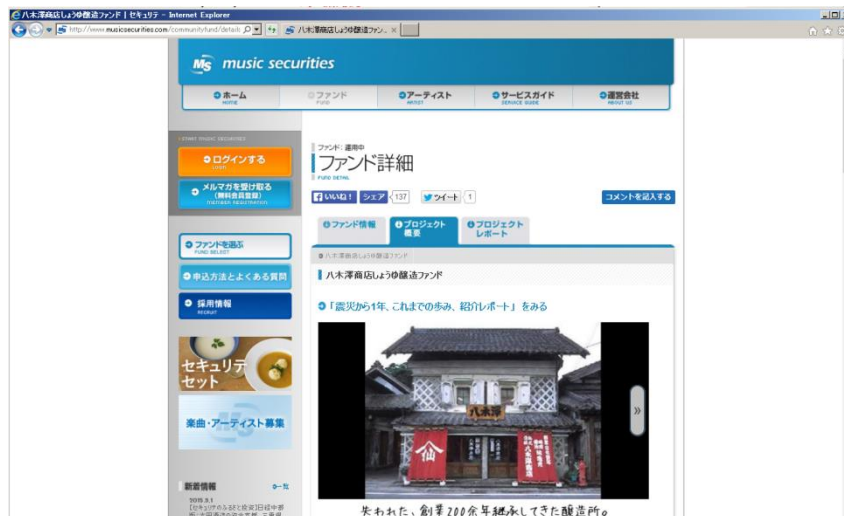 八木澤商店しょゆ醸造ファンド | セキュリテ - Internet Explorer
http://www.musicsecurities.com/communityfund/details
八木澤商店しょゆ醸造ファン...
music securities
ホーム
HOME
ファンド
FUND
アーティスト
ARTIST
サービスガイド
SERVICE GUIDE
運営会社
ABOUT US
START MUSIC SECURITIES
ログインする
LOGIN
メルマガを受け取る
(無料会員登録)
ファンドを選ぶ
FUND SELECT
申込方法とよくある質問
採用情報
RECRUIT
セキュリテ
セット
楽曲・アーティスト募集
新着情報
一覧
2015.3.1
ファンド: 運用中
ファンド詳細
FUND DETAIL
いいね!
シェア
137
ツイート
1
コメントを記入する
ファンド情報
プロジェクト
概要
プロジェクト
レポート
八木澤商店しょゆ醸造ファンド
八木澤商店しょゆ醸造ファンド
「震災から1年、これまでの歩み、紹介レポート」をみる
八木澤
失われた、創業200余年継承してきた醸造所。